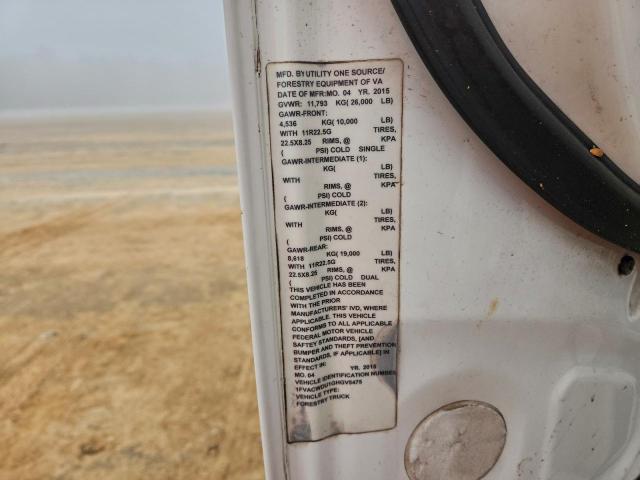 MFD. BY UTILITY ONE SOURCE/
FORESTRY EQUIPMENT OF VA
DATE OF MFR:MO. 04 YR. 2015
GVWR: 11,793 KG( 26,000 LB)
GAWR-FRONT:
4,536 KG( 10,000 LB)
WITH 11R22.5G TIRES,
22.5X8.25 RIMS, @ KPA
( PSI) COLD SINGLE
GAWR-INTERMEDIATE (1):
KG( LB)
WITH TIRES,
RIMS, @ KPA
( PSI) COLD
GAWR-INTERMEDIATE (2):
KG( LB)
WITH TIRES,
RIMS, @ KPA
( PSI) COLD
GAWR-REAR:
8,618 KG( 19,000 LB)
WITH 11R22.5G TIRES,
22.5X8.25 RIMS, @ KPA
( PSI) COLD DUAL
THIS VEHICLE HAS BEEN
COMPLETED IN ACCORDANCE
WITH THE PRIOR
MANUFACTURERS' IVD, WHERE
APPLICABLE. THIS VEHICLE
CONFORMS TO ALL APPLICABLE
FEDERAL MOTOR VEHICLE
SAFTEY STANDARDS, [AND
BUMPER AND THEFT PREVENTION
STANDARDS, IF APPLICABLE] IN
EFFECT IN:
MO. 04 YR. 2015
VEHICLE IDENTIFICATION NUMBER:
1FVACWDU1GHGV5475
VEHICLE TYPE:
FORESTRY TRUCK